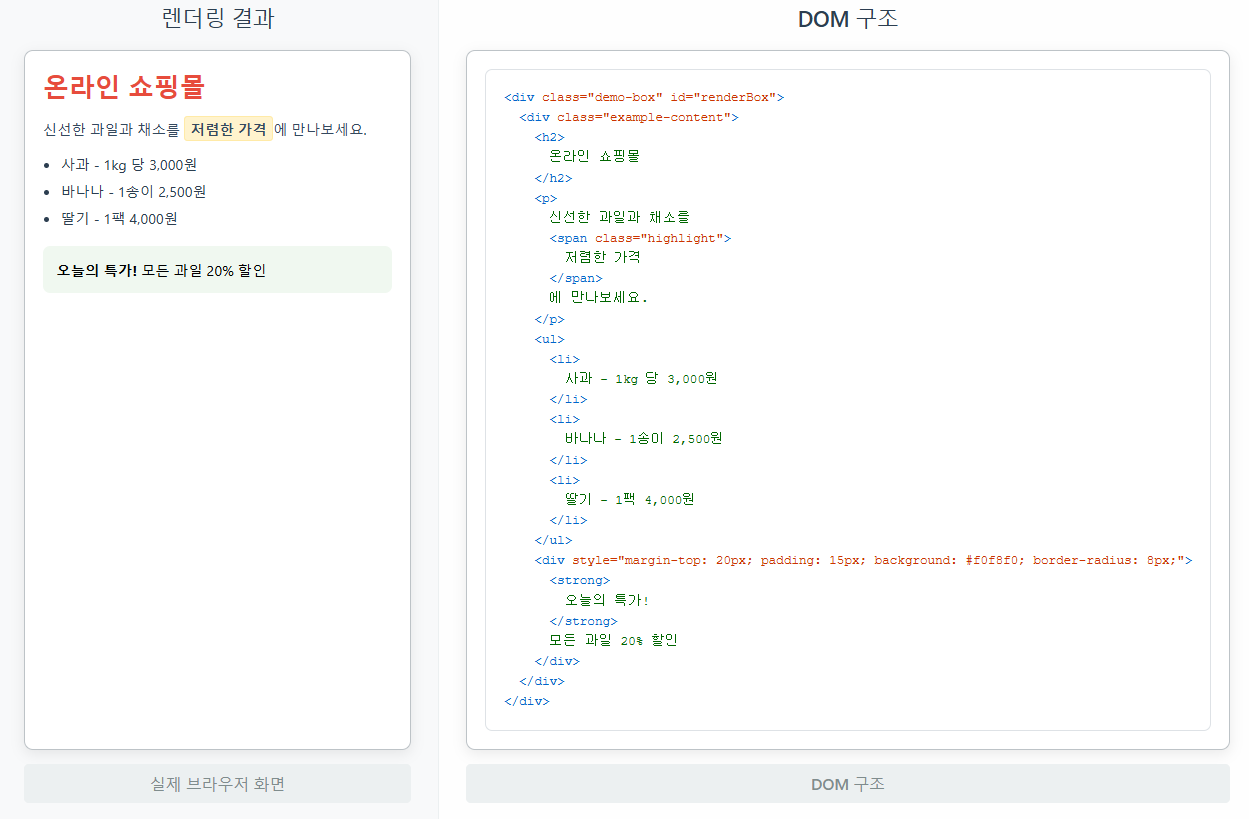 렌더링 결과
온라인 쇼핑몰
신선한 과일과 채소를 저렴한 가격에 만나보세요.
사과 - 1kg 당 3,000원
바나나 - 1송이 2,500원
딸기 - 1팩 4,000원
오늘의 특가! 모든 과일 20% 할인
실제 브라우저 화면
DOM 구조
<div class="demo-box" id="renderBox">
<div class="example-content">
<h2>
온라인 쇼핑몰
</h2>
<p>
신선한 과일과 채소를
<span class="highlight">
저렴한 가격
</span>
에 만나보세요.
</p>
<ul>
<li>
사과 - 1kg 당 3,000원
</li>
<li>
바나나 - 1송이 2,500원
</li>
<li>
딸기 - 1팩 4,000원
</li>
</ul>
<div style="margin-top: 20px; padding: 15px; background: #f0f8f0; border-radius: 8px;">
<strong>
오늘의 특가!
</strong>
모든 과일 20% 할인
</div>
</div>
</div>
DOM 구조